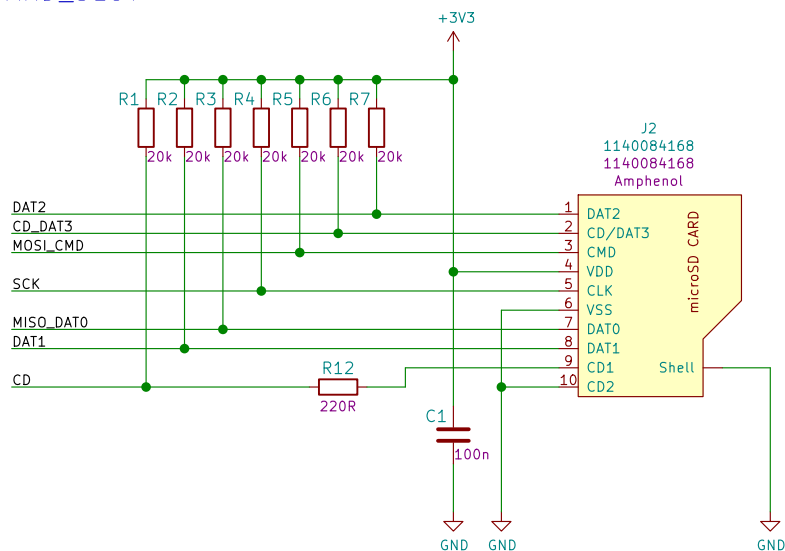 +3V3
R1 R2 R3 R4 R5 R6 R7
20k 20k 20k 20k 20k 20k 20k
J2
1140084168
1140084168
Amphenol
DAT2
CD_DAT3
MOSI_CMD
SCK
MISO_DAT0
DAT1
CD
R12
220R
C1
100n
1 DAT2
2 CD/DAT3
3 CMD
4 VDD
5 CLK
6 VSS
7 DAT0
8 DAT1
9 CD1
10 CD2
microSD CARD
Shell
GND GND GND